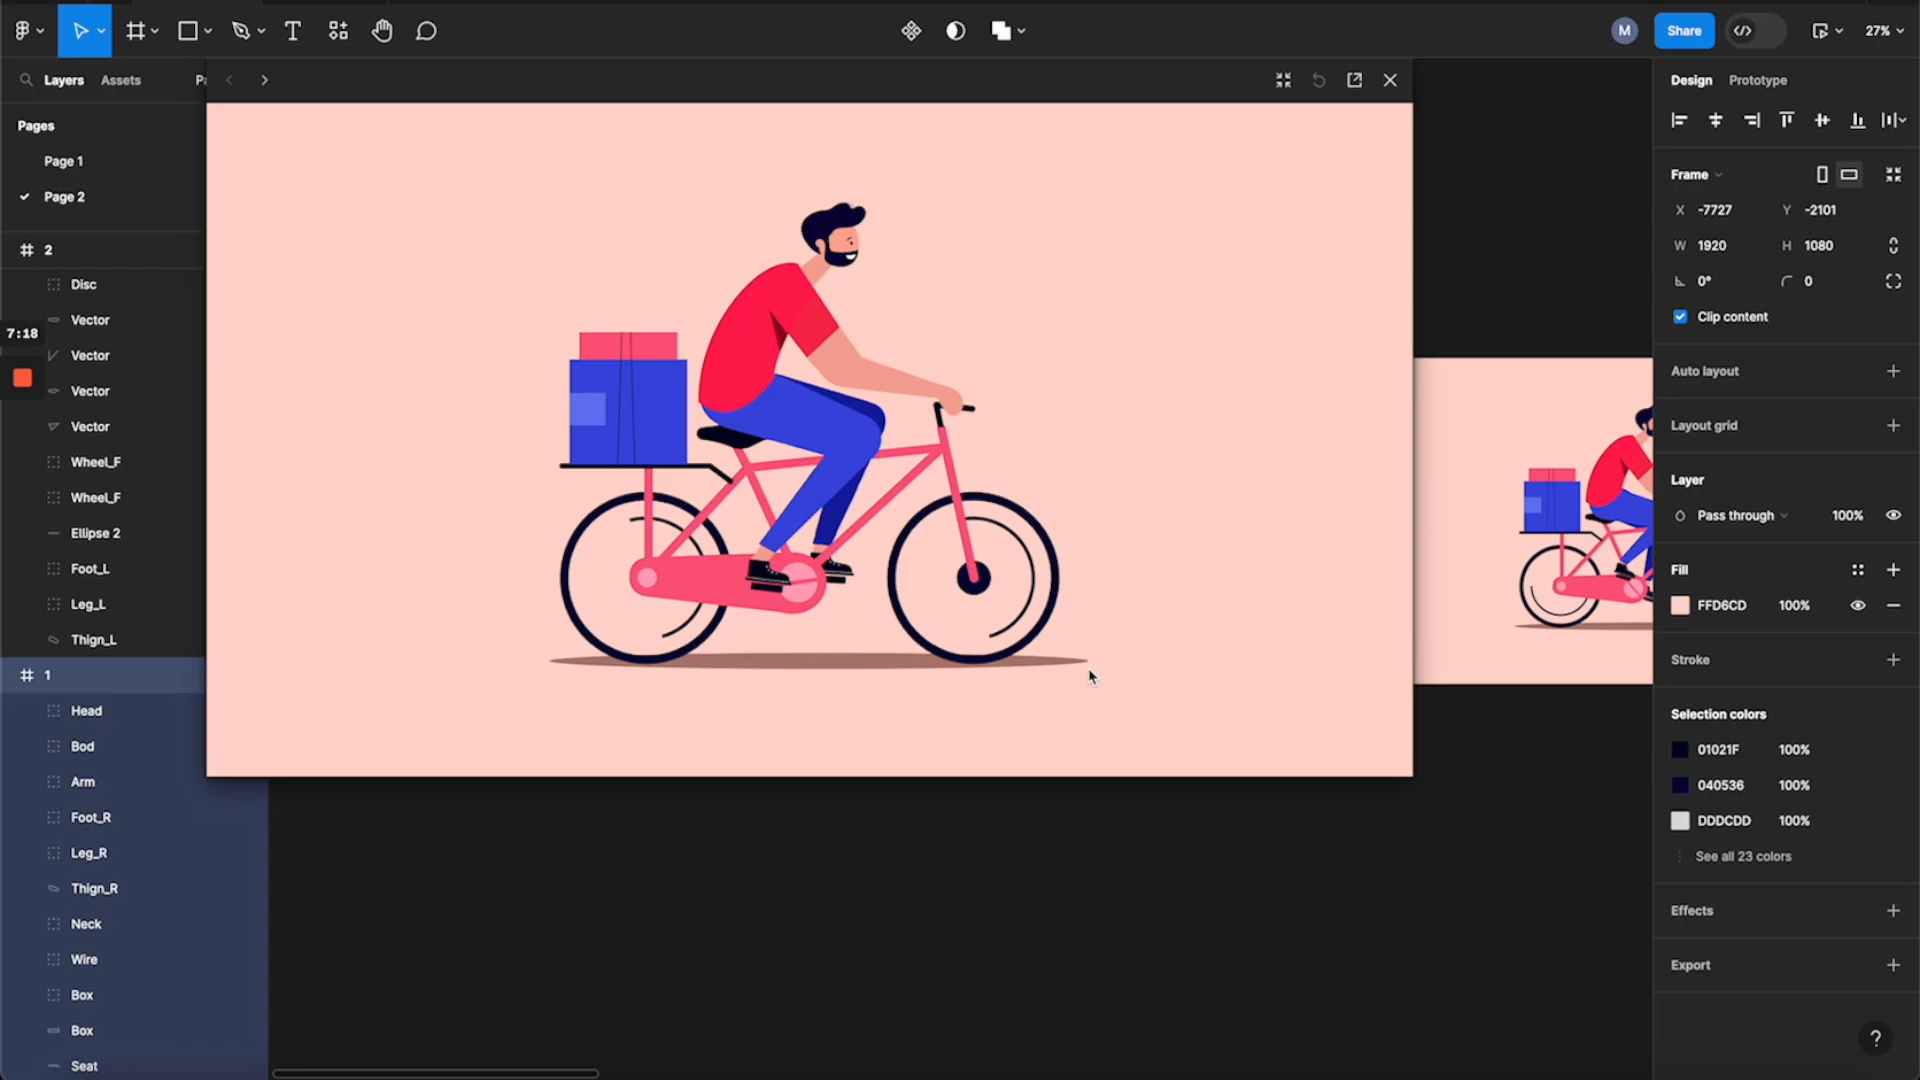 M
Share
27%
Layers Assets Pa
Design Prototype
Pages
Page 1
Page 2
2
Disc
Vector
7:18
Vector
Vector
Vector
Wheel_F
Wheel_F
Ellipse 2
Foot_L
Leg_L
Thign_L
1
Head
Bod
Arm
Foot_R
Leg_R
Thign_R
Neck
Wire
Box
Box
Seat
Frame
X -7727 Y -2101
W 1920 H 1080
0° 0
Clip content
Auto layout
Layout grid
Layer
Pass through 100%
Fill
FFD6CD 100%
Stroke
Selection colors
01021F 100%
040536 100%
DDDCDD 100%
See all 23 colors
Effects
Export
?